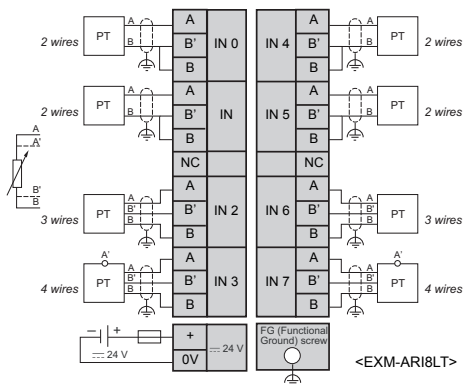 A
B
2 wires
PT
A
B'
B
IN 0
A
B'
B
IN 4
A
B
PT
2 wires
A
B
2 wires
PT
A
B'
B
IN
A
B'
B
IN 5
A
B
PT
2 wires
NC
NC
A
A'
B'
B
3 wires
PT
A
B'
B
A
B'
B
IN 2
A
B'
B
IN 6
A
B'
B
PT
3 wires
A'
4 wires
PT
A
B'
B
A
B'
B
IN 3
A
B'
B
IN 7
A
B'
B
A'
PT
4 wires
– +
24 V
+
0V
24 V
FG (Functional
Ground) screw
<EXM-ARI8LT>